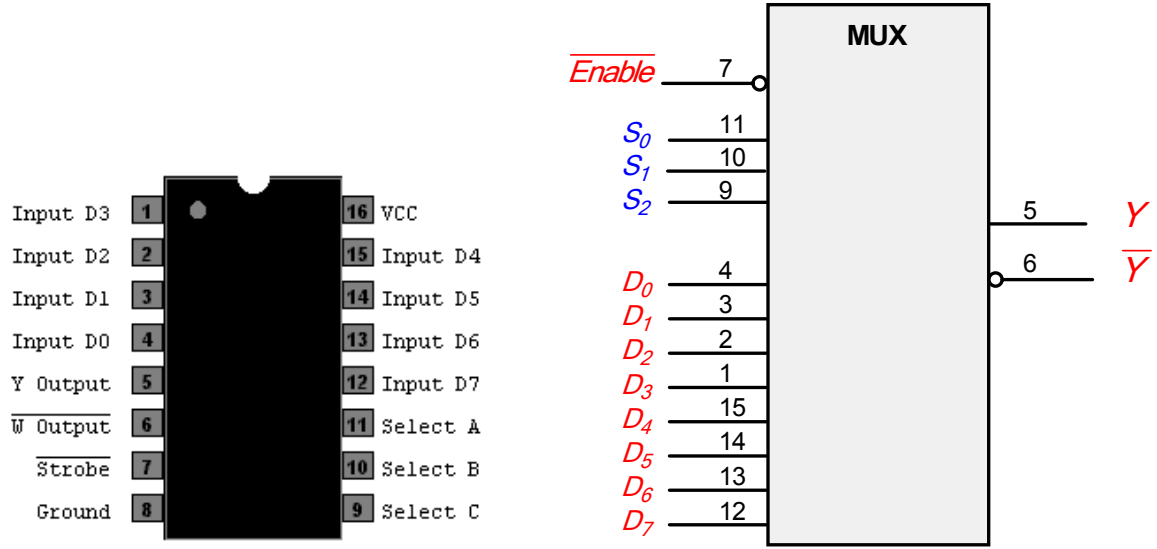 Input D3 1 16 VCC
Input D2 2 15 Input D4
Input D1 3 14 Input D5
Input D0 4 13 Input D6
Y Output 5 12 Input D7
W̅ ̅O̅u̅t̅p̅u̅t̅ 6 11 Select A
S̅t̅r̅o̅b̅e̅ 7 10 Select B
Ground 8 9 Select C
MUX
E̅n̅a̅b̅l̅e̅ 7
S₀ 11
S₁ 10
S₂ 9
D₀ 4
D₁ 3
D₂ 2
D₃ 1
D₄ 15
D₅ 14
D₆ 13
D₇ 12
5 Y
6 Y̅